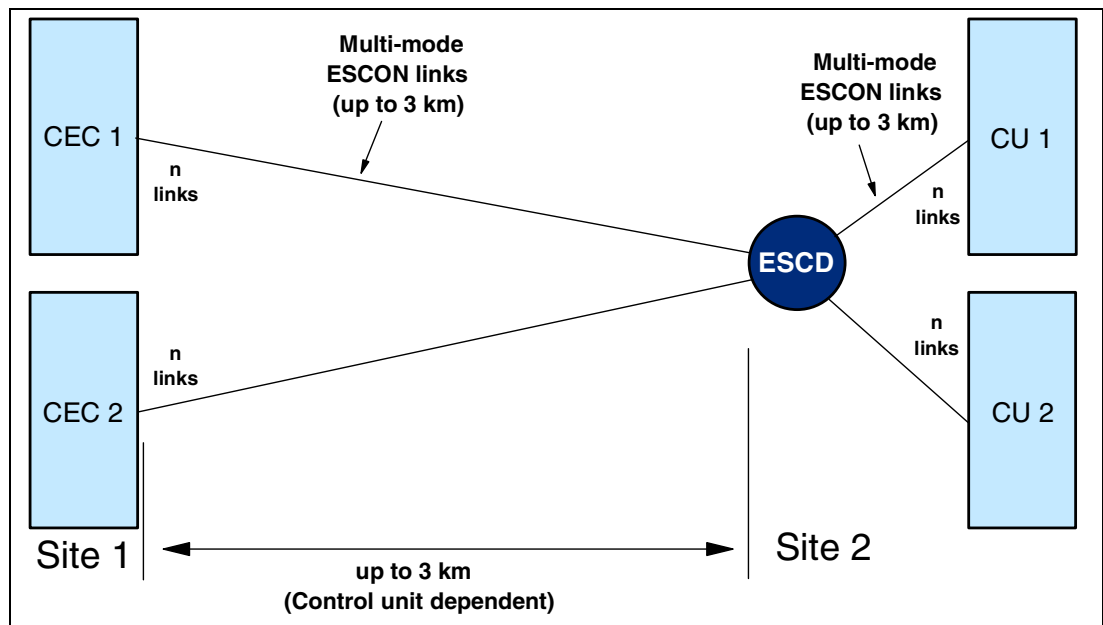 Multi-mode
ESCON links
(up to 3 km)
Multi-mode
ESCON links
(up to 3 km)
CEC 1
CU 1
n
links
n
links
ESCD
n
links
n
links
CEC 2
CU 2
Site 1
Site 2
up to 3 km
(Control unit dependent)